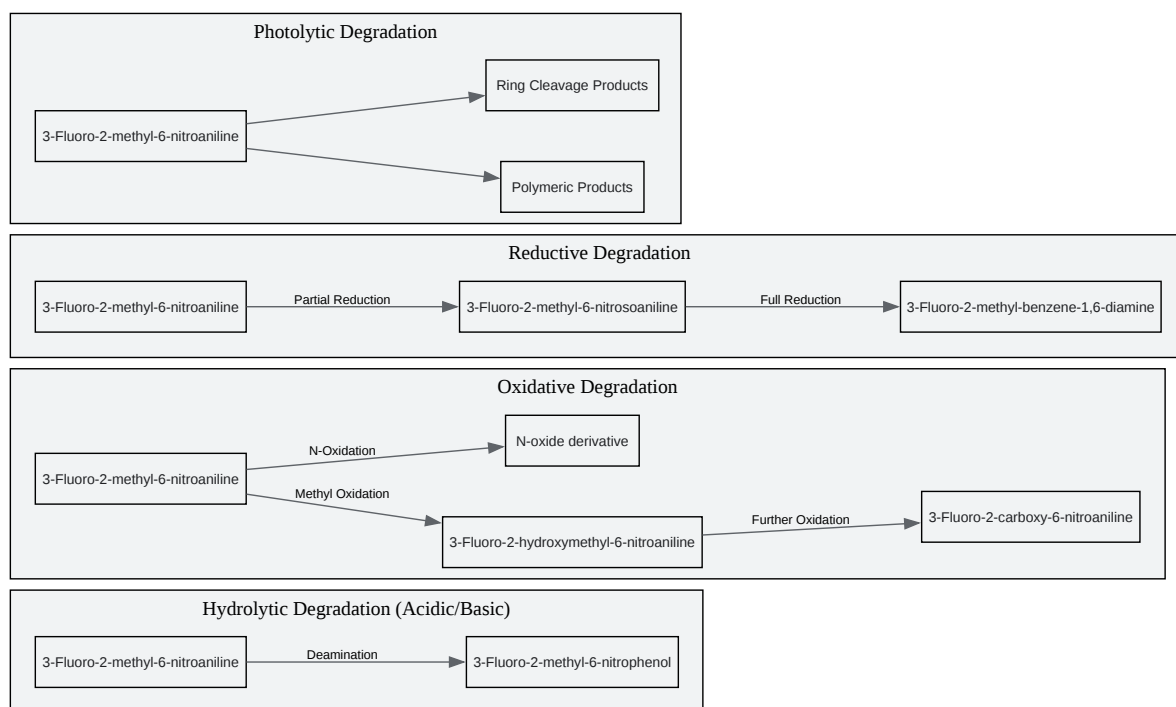 Photolytic Degradation
Ring Cleavage Products
3-Fluoro-2-methyl-6-nitroaniline
Polymeric Products
Reductive Degradation
3-Fluoro-2-methyl-6-nitroaniline
Partial Reduction
3-Fluoro-2-methyl-6-nitrosoaniline
Full Reduction
3-Fluoro-2-methyl-benzene-1,6-diamine
Oxidative Degradation
3-Fluoro-2-methyl-6-nitroaniline
N-Oxidation
N-oxide derivative
Methyl Oxidation
3-Fluoro-2-hydroxymethyl-6-nitroaniline
Further Oxidation
3-Fluoro-2-carboxy-6-nitroaniline
Hydrolytic Degradation (Acidic/Basic)
3-Fluoro-2-methyl-6-nitroaniline
Deamination
3-Fluoro-2-methyl-6-nitrophenol